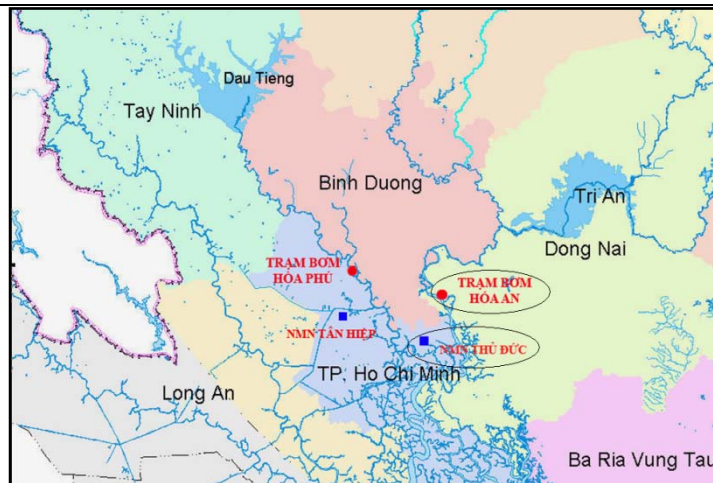 Dau Tieng
Tay Ninh
Binh Duong
Tri An
Dong Nai
TRẠM BƠM
HÒA PHÚ
TRẠM BƠM
HÓA AN
NMN TÂN HIỆP
NMN THỦ ĐỨC
TP. Ho Chi Minh
Long An
Ba Ria Vung Tau